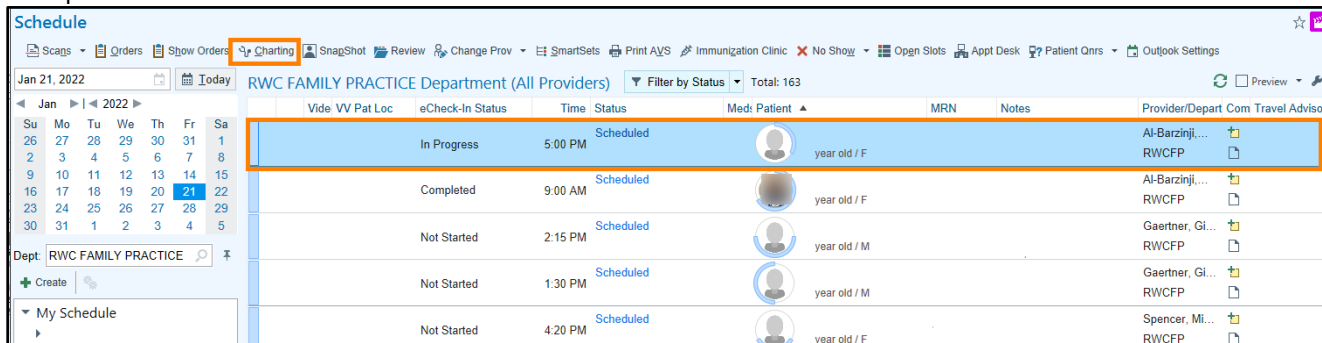 Schedule
Scans Orders Show Orders Charting SnapShot Review Change Prov SmartSets Print AVS Immunization Clinic No Show Open Slots Appt Desk Patient Qnrs Outlook Settings
Jan 21, 2022 Today RWC FAMILY PRACTICE Department (All Providers) Filter by Status Total: 163 Preview
Jan 2022
Vide VV Pat Loc eCheck-In Status Time Status Meds Patient MRN Notes Provider/Depart Com Travel Adviso
Su Mo Tu We Th Fr Sa
26 27 28 29 30 31 1
2 3 4 5 6 7 8
9 10 11 12 13 14 15
16 17 18 19 20 21 22
23 24 25 26 27 28 29
30 31 1 2 3 4 5
Dept: RWC FAMILY PRACTICE
Create
My Schedule
Scheduled Al-Barzinji,...
In Progress 5:00 PM
year old / F RWCFP
Scheduled Al-Barzinji,...
Completed 9:00 AM
year old / F RWCFP
Scheduled Gaertner, Gi...
Not Started 2:15 PM
year old / M RWCFP
Scheduled Gaertner, Gi...
Not Started 1:30 PM
year old / M RWCFP
Scheduled Spencer, Mi...
Not Started 4:20 PM
year old / F RWCFP